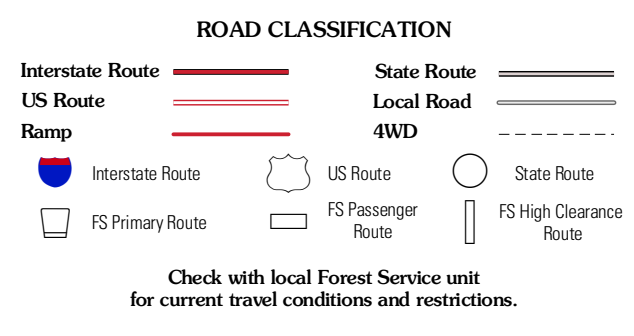 ROAD CLASSIFICATION
Interstate Route
State Route
US Route
Local Road
Ramp
4WD
Interstate Route
US Route
State Route
FS Primary Route
FS Passenger
Route
FS High Clearance
Route
Check with local Forest Service unit
for current travel conditions and restrictions.